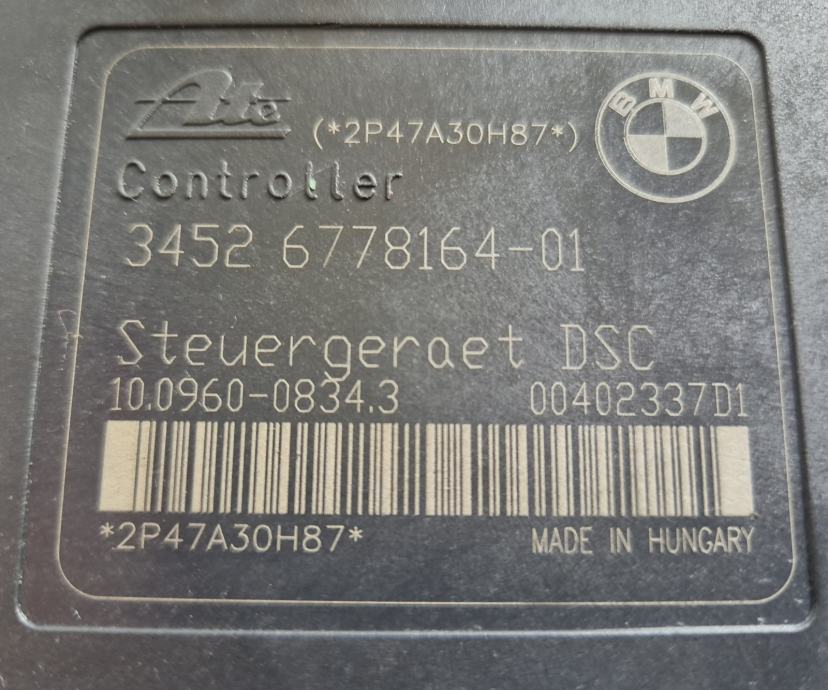 Ate
(*2P47A30H87*)
BMW
Controller
3452 6778164-01
Steuergeraet DSC
10.0960-0834.3 00402337D1
*2P47A30H87* MADE IN HUNGARY